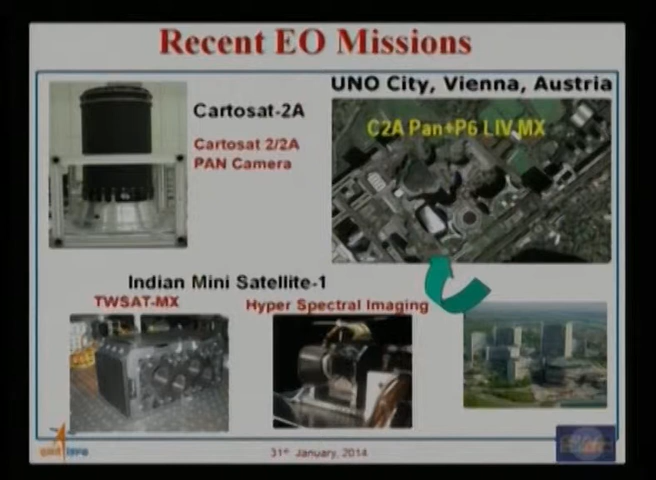 Recent EO Missions
UNO City, Vienna, Austria
Cartosat-2A
Cartosat 2/2A
PAN Camera
C2A Pan+P6 LIV MX
Indian Mini Satellite-1
TWSAT-MX
Hyper Spectral Imaging
31st January, 2014